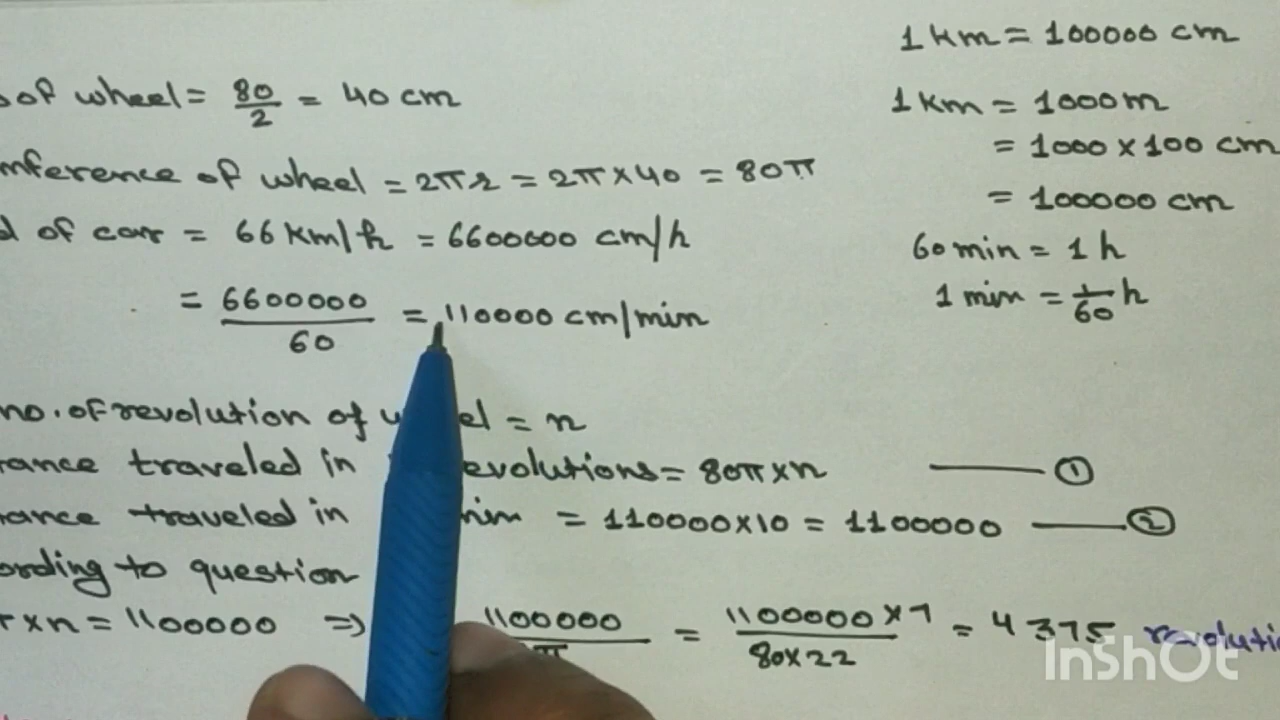 1 km = 100000 cm
of wheel = 80/2 = 40 cm
1 km = 1000 m
= 1000 × 100 cm
mference of wheel = 2πr = 2π × 40 = 80π
= 100000 cm
d of car = 66 km/h = 6600000 cm/h
60 min = 1 h
= 6600000/60 = 110000 cm/min
1 min = 1/60 h
no. of revolution of = n
tance traveled in evolutions = 80π × n ——— ①
tance traveled in min = 110000 × 10 = 1100000 ——— ②
ording to question
× n = 1100000 ⇒ 1100000/π = 1100000 × 7/80 × 22 = 4375 revoluti
InShOt